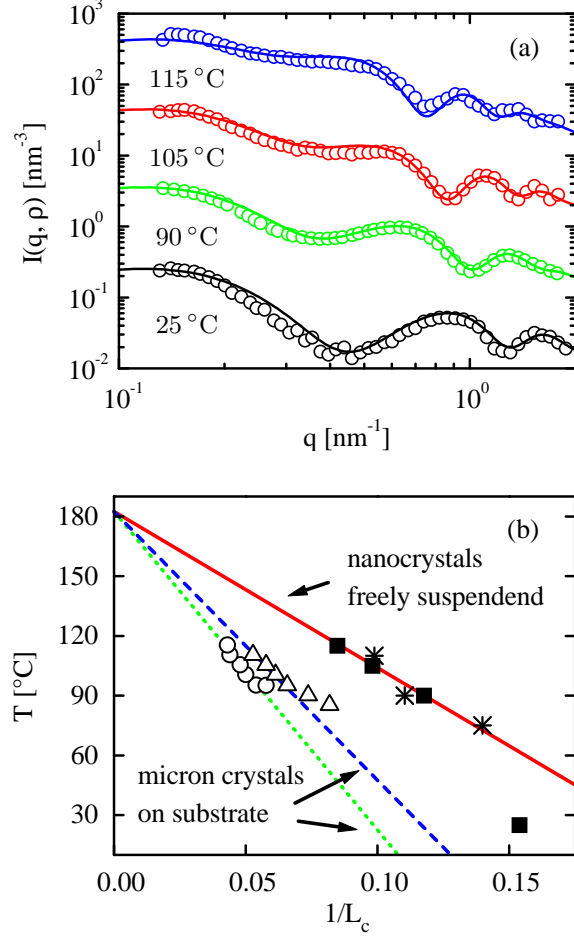 10^3
(a)
10^2
115 °C
10^1
105 °C
10^0
90 °C
10^-1
25 °C
10^-2
10^-1
10^0
I(q, ρ) [nm^-3]
q [nm^-1]
180
(b)
nanocrystals
150
freely suspendend
120
90
60
micron crystals
on substrate
30
T [°C]
0.00 0.05 0.10 0.15
1/L_c